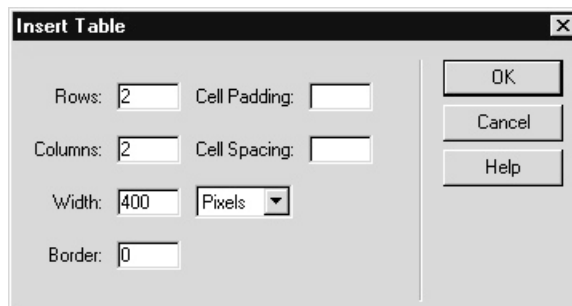 Insert Table
Rows: 2 Cell Padding: OK
Columns: 2 Cell Spacing: Cancel
Width: 400 Pixels Help
Border: 0